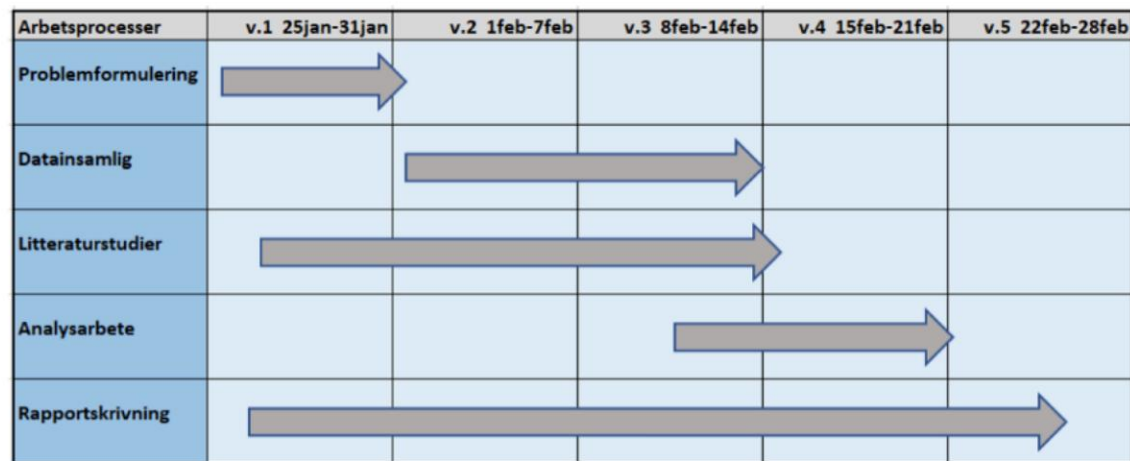 Arbetsprocesser v.1 25jan-31jan v.2 1feb-7feb v.3 8feb-14feb v.4 15feb-21feb v.5 22feb-28feb
Problemformulering
Datainsamlig
Litteraturstudier
Analysarbete
Rapportskrivning